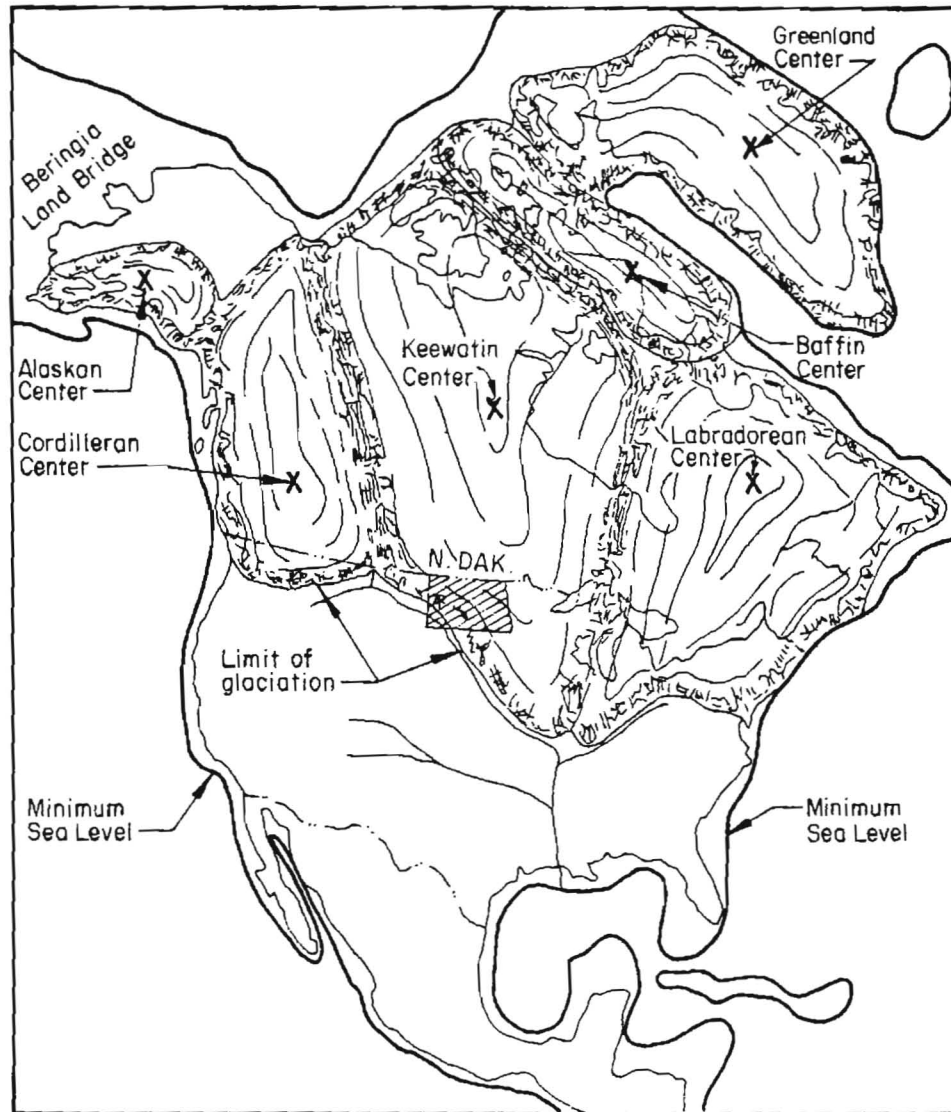 Greenland
Center
Beringia
Land Bridge
Alaskan
Center
Keewatin
Center
Baffin
Center
Cordilleran
Center
Labradorean
Center
N. DAK.
Limit of
glaciation
Minimum
Sea Level
Minimum
Sea Level
X
X
X
X
X
X